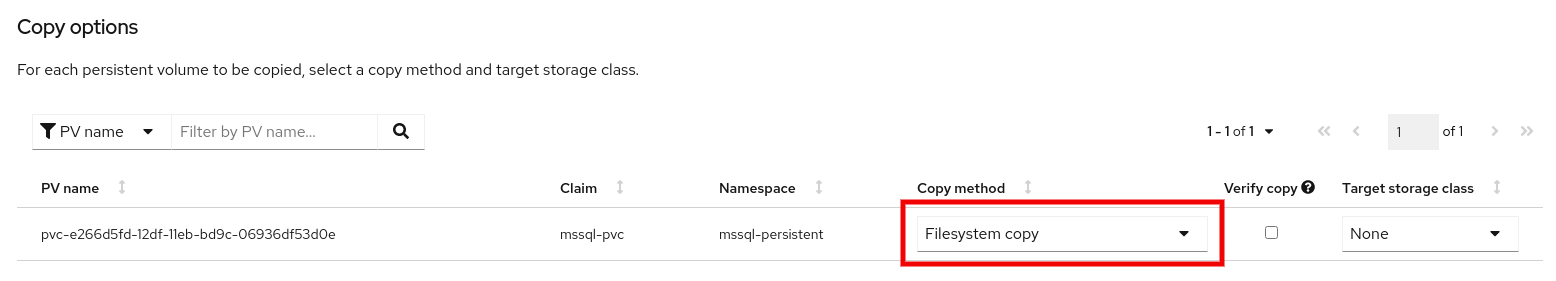 Copy options
For each persistent volume to be copied, select a copy method and target storage class.
PV name Filter by PV name... 1 - 1 of 1 1 of 1
PV name Claim Namespace Copy method Verify copy Target storage class
pvc-e266d5fd-12df-11eb-bd9c-06936df53d0e mssql-pvc mssql-persistent Filesystem copy None